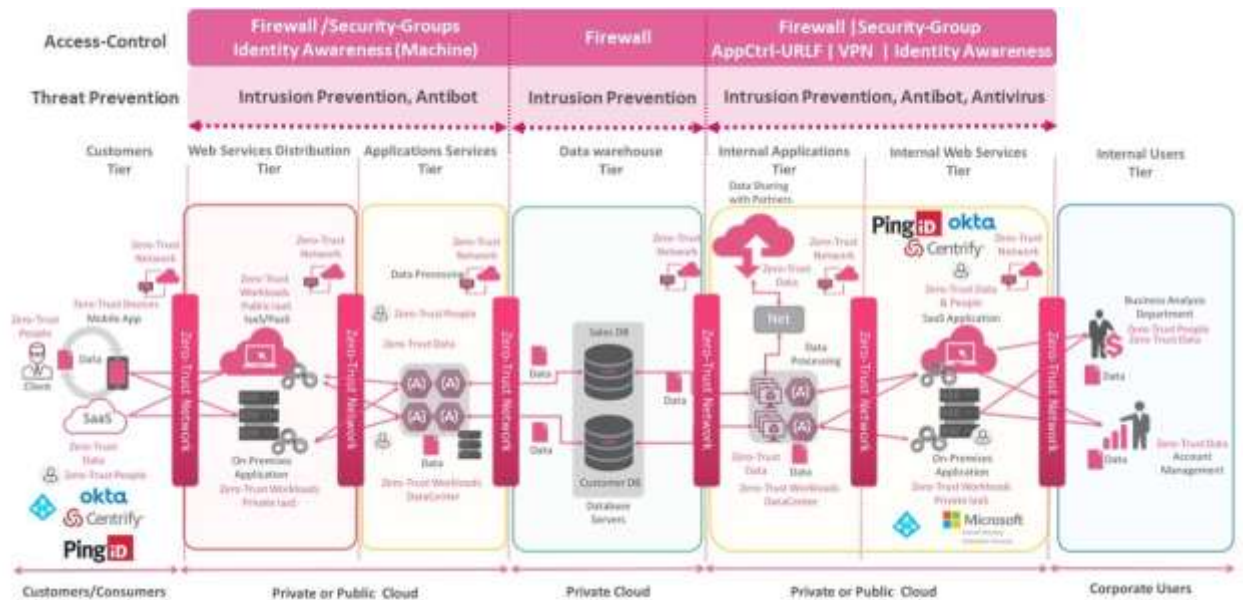 Access-Control
Firewall /Security-Groups
Identity Awareness (Machine)
Firewall
Firewall |Security-Group
AppCtrl-URLF | VPN | Identity Awareness
Threat Prevention
Intrusion Prevention, Antibot
Intrusion Prevention
Intrusion Prevention, Antibot, Antivirus
Customers
Tier
Web Services Distribution
Tier
Applications Services
Tier
Data warehouse
Tier
Internal Applications
Tier
Internal Web Services
Tier
Internal Users
Tier
Zero-Trust
Network
Zero-Trust Devices
Mobile App
Zero-Trust
People
Data
Client
SaaS
Zero-Trust
Data
Zero-Trust People
okta
Centrify
Ping iD
Zero-Trust Network
Zero-Trust
Network
Zero-Trust
Workloads
Public IaaS
IaaS/PaaS
On-Premises
Application
Zero-Trust Workloads
Private IaaS
Zero-Trust Network
Zero-Trust
Network
Data Processing
Zero-Trust People
Zero-Trust Data
{A}
{A}
{A}
{A}
Data
Zero-Trust Workloads
DataCenter
Zero-Trust Network
Data
Data
Sales DB
Customer DB
Database
Servers
Zero-Trust
Network
Data
Zero-Trust Network
Data Sharing
with Partners
Zero-Trust
Data
Zero-Trust
Network
Net
Data
Processing
{A}
{A}
Zero-Trust
Data
Data
Zero-Trust Workloads
DataCenter
Zero-Trust Network
Ping iD
okta
Centrify
Zero-Trust
Network
Zero-Trust Data
& People
SaaS Application
On-Premises
Application
Zero-Trust Workloads
Private IaaS
Microsoft
Zero-Trust Network
Business Analysis
Department
Zero-Trust People
Zero-Trust Data
Data
Data
Zero-Trust Data
Account
Management
Customers/Consumers
Private or Public Cloud
Private Cloud
Private or Public Cloud
Corporate Users